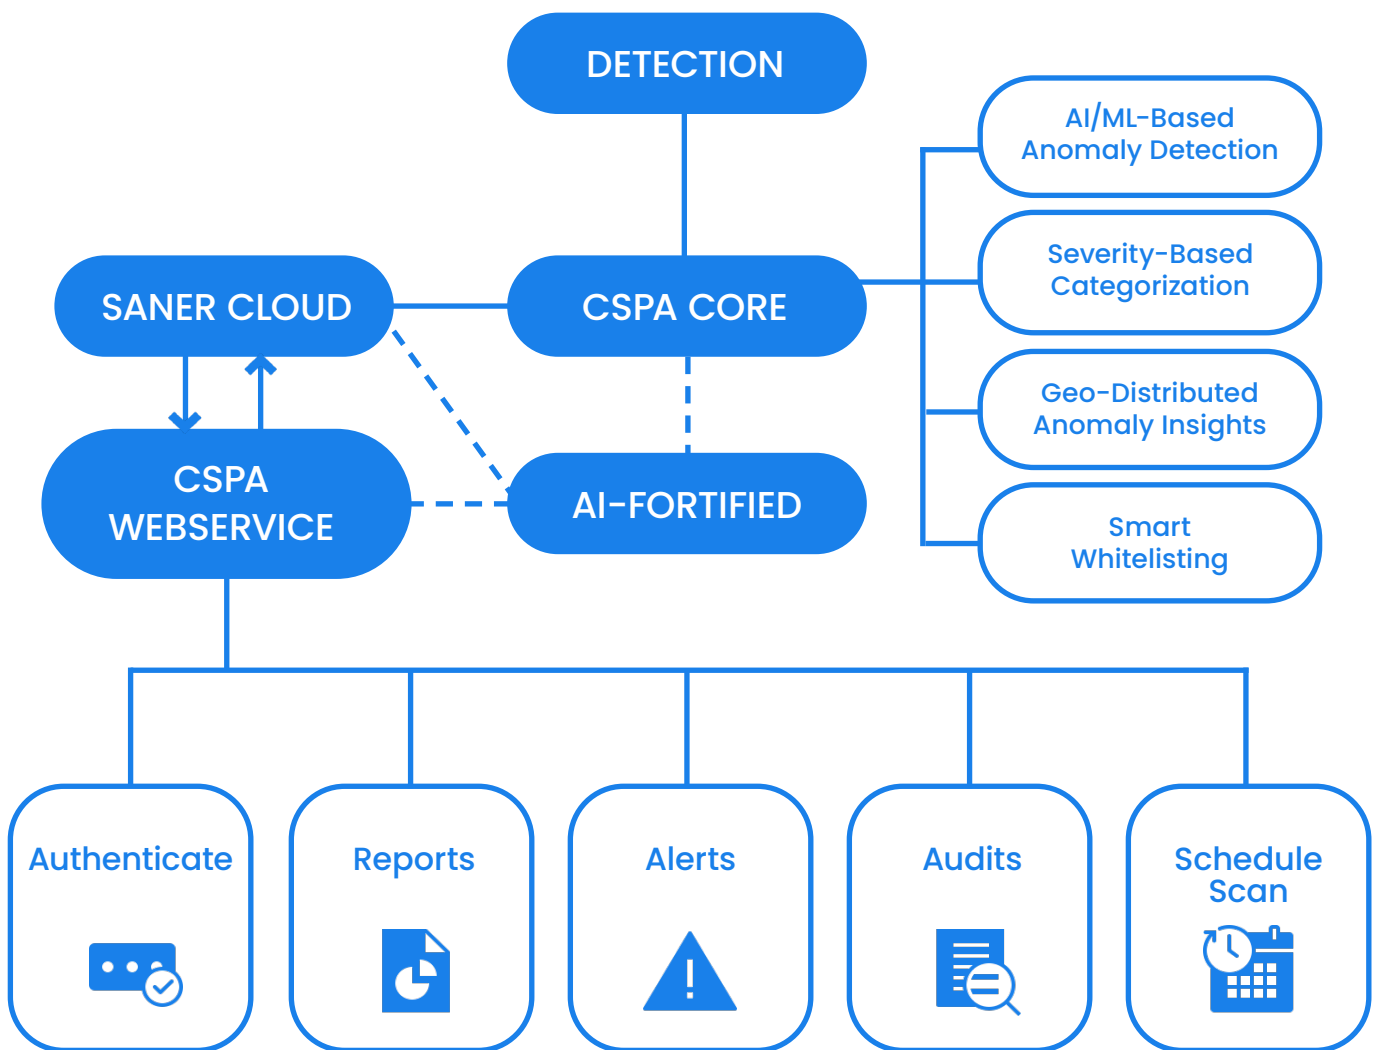 DETECTION
AI/ML-Based
Anomaly Detection
Severity-Based
Categorization
SANER CLOUD
CSPA CORE
Geo-Distributed
Anomaly Insights
CSPA
WEBSERVICE
AI-FORTIFIED
Smart
Whitelisting
Authenticate
Reports
Alerts
Audits
Schedule
Scan